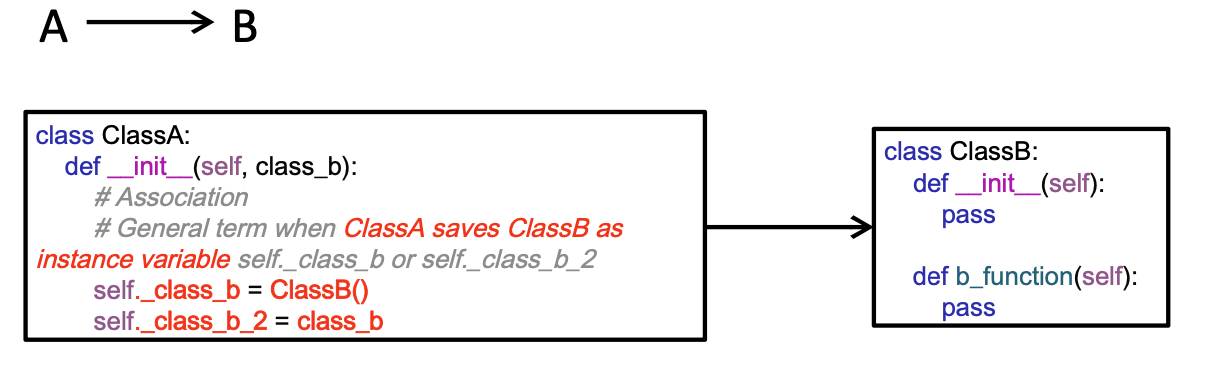 A B
class ClassA:
def __init__(self, class_b):
# Association
# General term when ClassA saves ClassB as
instance variable self._class_b or self._class_b_2
self._class_b = ClassB()
self._class_b_2 = class_b
class ClassB:
def __init__(self):
pass
def b_function(self):
pass